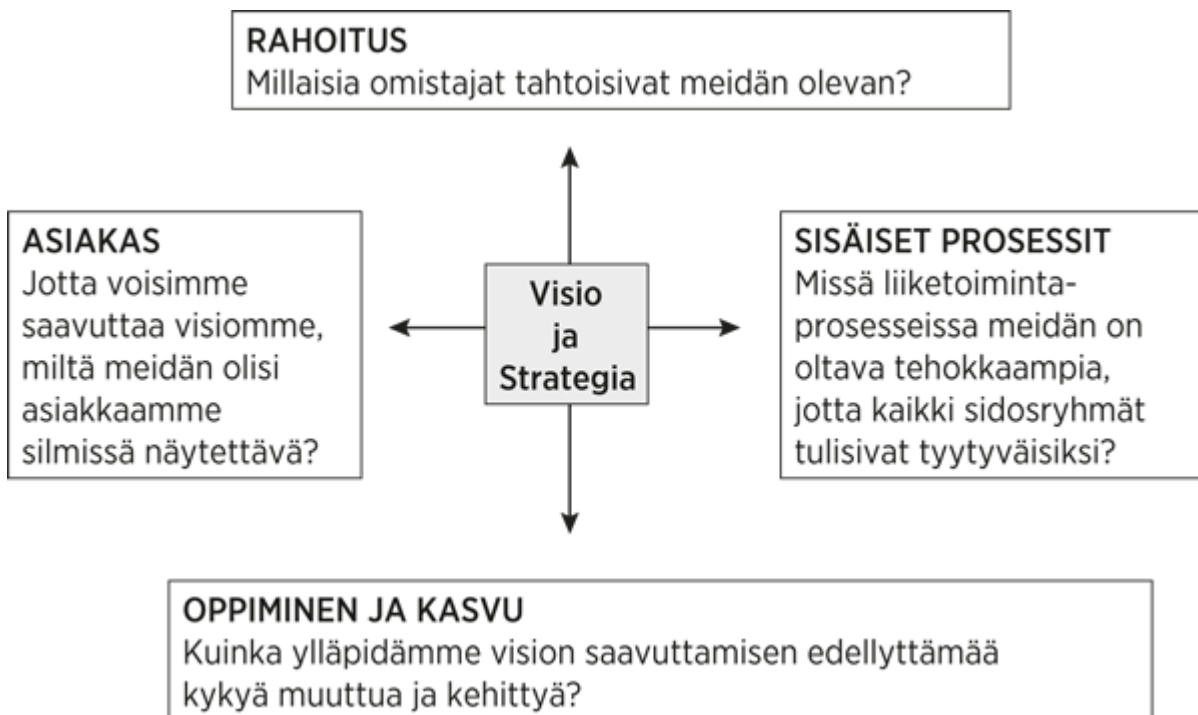 RAHOITUS
Millaisia omistajat tahtoisivat meidän olevan?
ASIAKAS
Jotta voisimme
saavuttaa visiomme,
miltä meidän olisi
asiakkaamme
silmissä näytettävä?
Visio
ja
Strategia
SISÄISET PROSESSIT
Missä liiketoiminta-
prosesseissa meidän on
oltava tehokkaampia,
jotta kaikki sidosryhmät
tulisivat tyytyväisiksi?
OPPIMINEN JA KASVU
Kuinka ylläpidämme vision saavuttamisen edellyttämää
kykyä muuttua ja kehittyä?